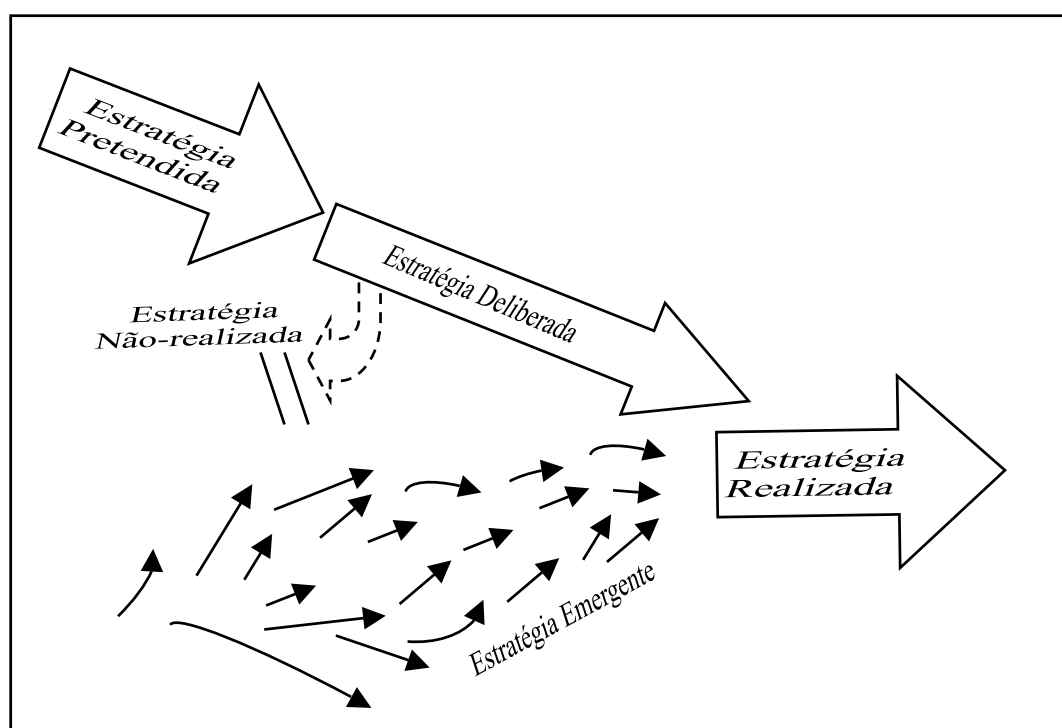 Estratégia
Pretendida
Estratégia Deliberada
Estratégia
Não-realizada
Estratégia
Realizada
Estratégia Emergente